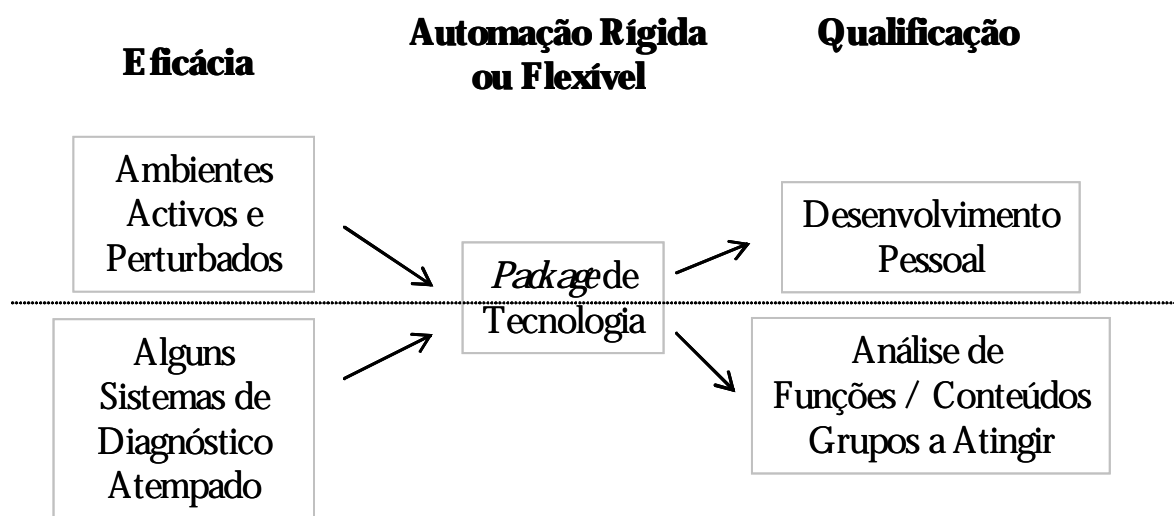 Eficácia
Automação Rígida
ou Flexível
Qualificação
Ambientes
Activos e
Perturbados
Alguns
Sistemas de
Diagnóstico
Atempado
Package de
Tecnologia
Desenvolvimento
Pessoal
Análise de
Funções / Conteúdos
Grupos a Atingir